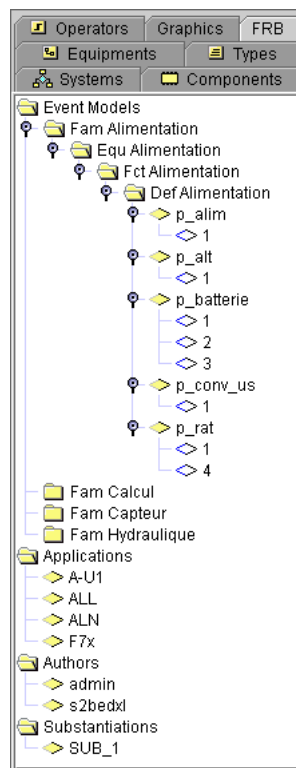 Operators Graphics FRB
Equipments Types
Systems Components
Event Models
Fam Alimentation
Equ Alimentation
Fct Alimentation
Def Alimentation
p_alim
1
p_alt
1
p_batterie
1
2
3
p_conv_us
1
p_rat
1
4
Fam Calcul
Fam Capteur
Fam Hydraulique
Applications
A-U1
ALL
ALN
F7x
Authors
admin
s2bedxl
Substantiations
SUB_1